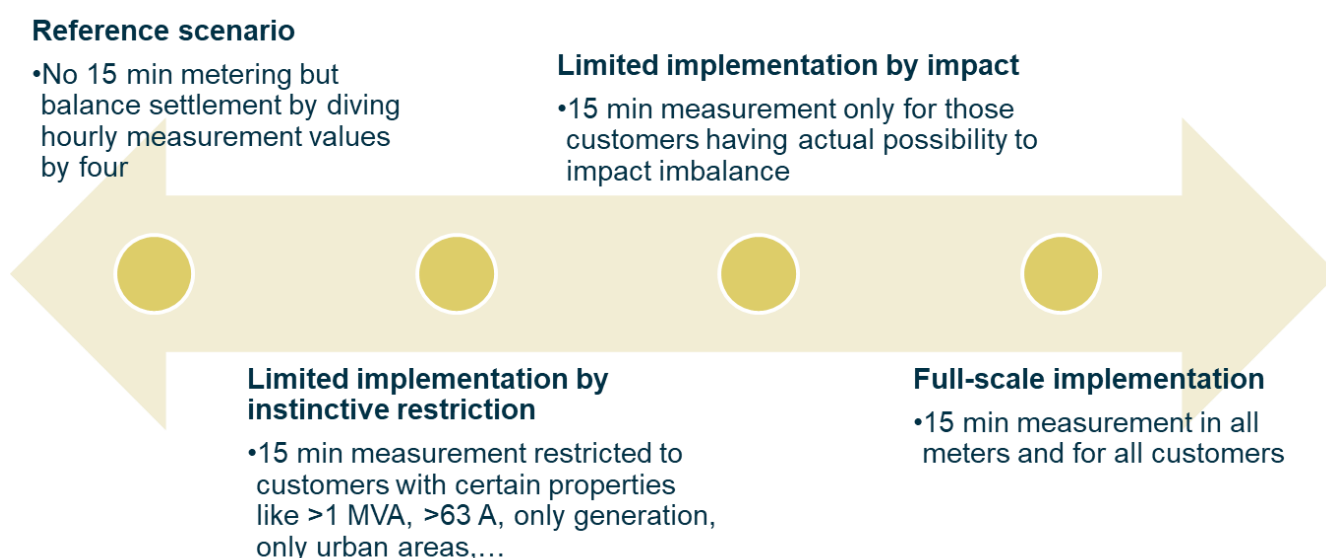 Reference scenario
•No 15 min metering but
balance settlement by diving
hourly measurement values
by four
Limited implementation by impact
•15 min measurement only for those
customers having actual possibility to
impact imbalance
Limited implementation by
instinctive restriction
•15 min measurement restricted to
customers with certain properties
like >1 MVA, >63 A, only generation,
only urban areas,…
Full-scale implementation
•15 min measurement in all
meters and for all customers